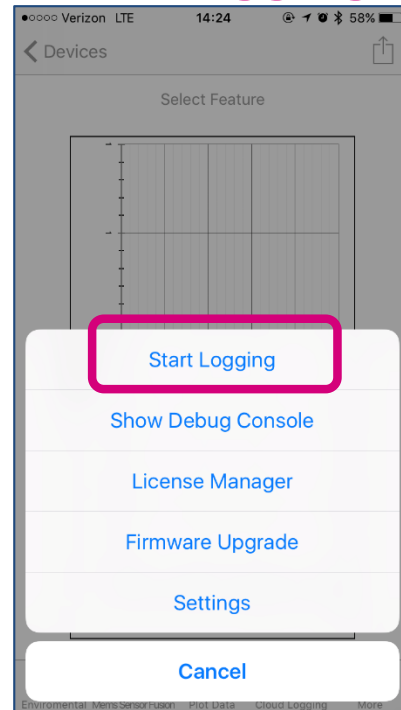 Verizon LTE 14:24 58%
Devices
Select Feature
Start Logging
Show Debug Console
License Manager
Firmware Upgrade
Settings
Cancel
Enviromental Mems Sensor Fusion Plot Data Cloud Logging More